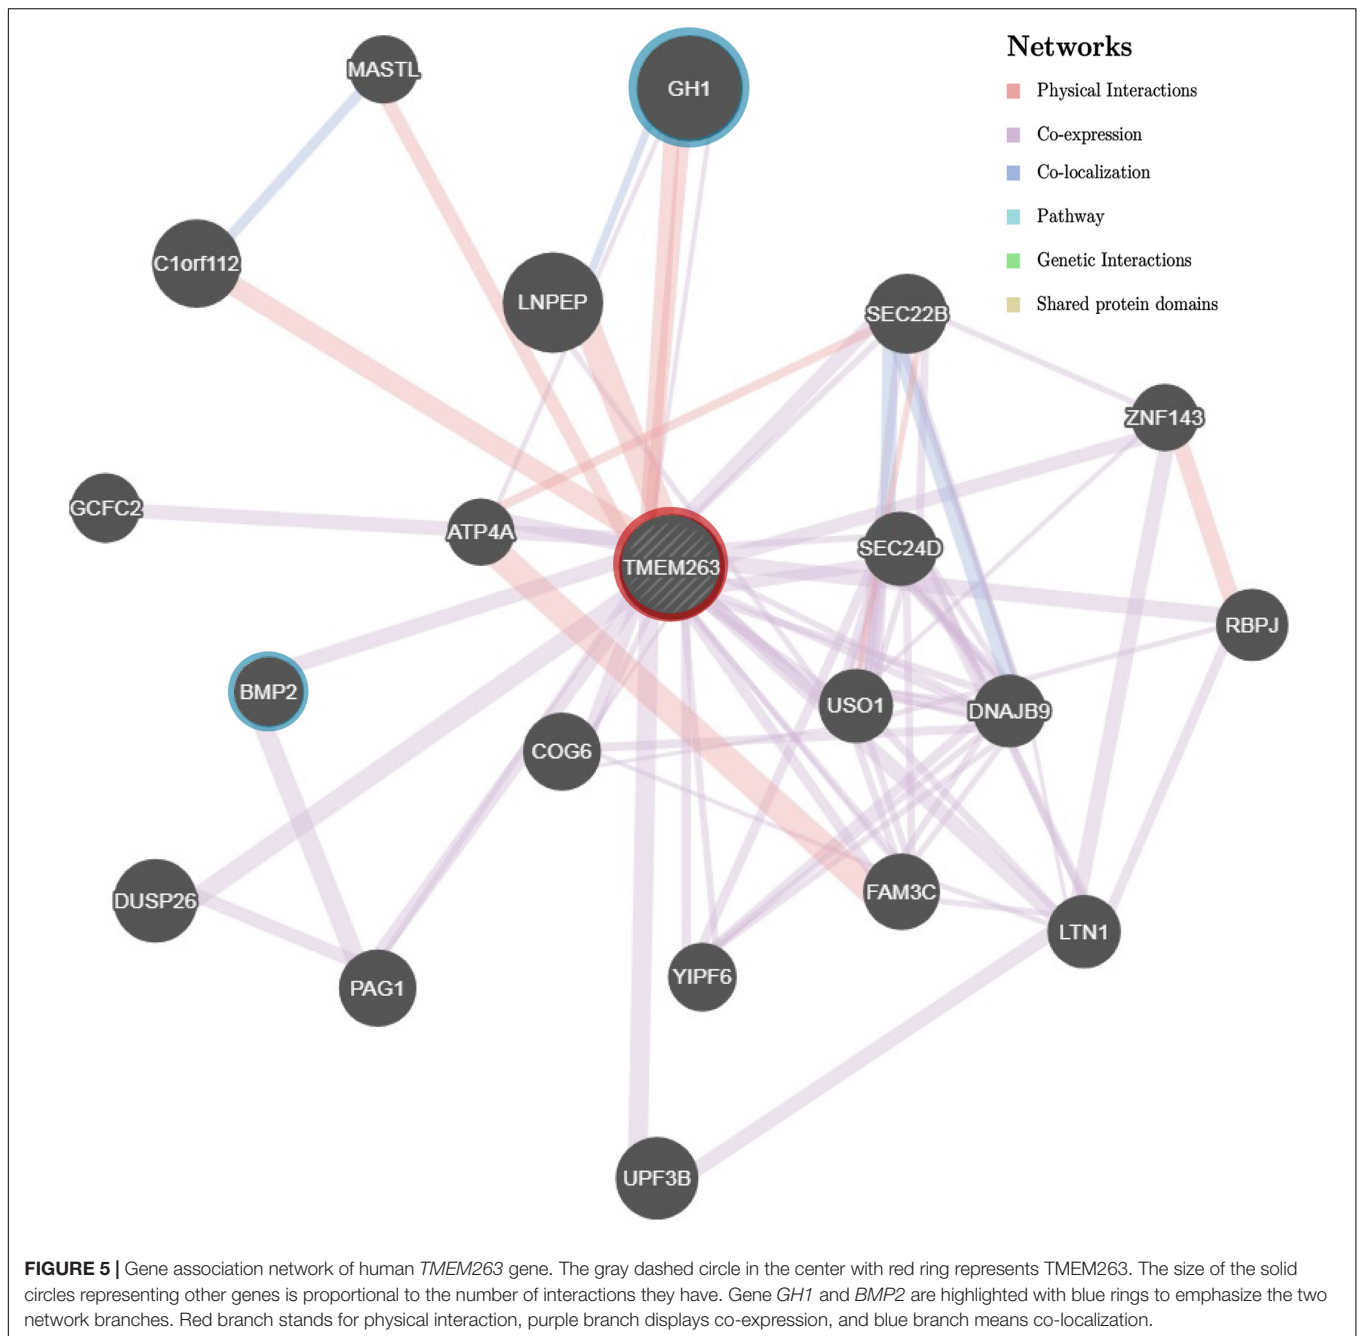 MASTL
GH1
Networks
Physical Interactions
Co-expression
Co-localization
Pathway
Genetic Interactions
Shared protein domains
C1orf112
LNPEP
SEC22B
ZNF143
GCFC2
ATP4A
TMEM263
SEC24D
RBPJ
BMP2
USO1
DNAJB9
COG6
DUSP26
FAM3C
LTN1
PAG1
YIPF6
UPF3B
FIGURE 5 | Gene association network of human TMEM263 gene. The gray dashed circle in the center with red ring represents TMEM263. The size of the solid
circles representing other genes is proportional to the number of interactions they have. Gene GH1 and BMP2 are highlighted with blue rings to emphasize the two
network branches. Red branch stands for physical interaction, purple branch displays co-expression, and blue branch means co-localization.